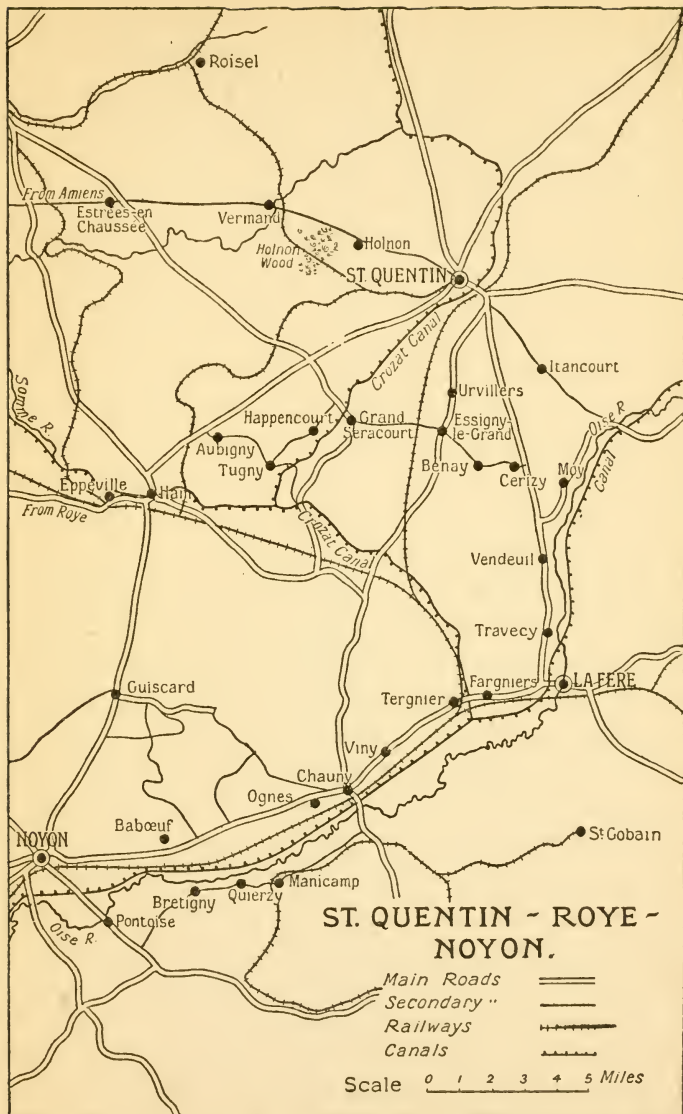 Roisel
From Amiens
Estrées-en
Chaussée
Vermand
Holnon
Wood
Holnon
ST. QUENTIN
Crozat Canal
Itancourt
Urvillers
Somme R.
Happencourt
Grand
Séracourt
Essigny-
le-Grand
Oise R.
Canal
Aubigny
Tugny
Benay
Cerizy
Moy
Eppeville
Ham
From Roye
Crozat Canal
Vendeuil
Travecy
Guiscard
Tergnier
Fargniers
LA FERE
Viny
Chauny
Ognes
Babœuf
St Gobain
NOYON
Bretigny
Quierzy
Manicamp
Pontoise
Oise R.
ST. QUENTIN - ROYE -
NOYON.
Main Roads
Secondary "
Railways
Canals
Scale 0 1 2 3 4 5 Miles